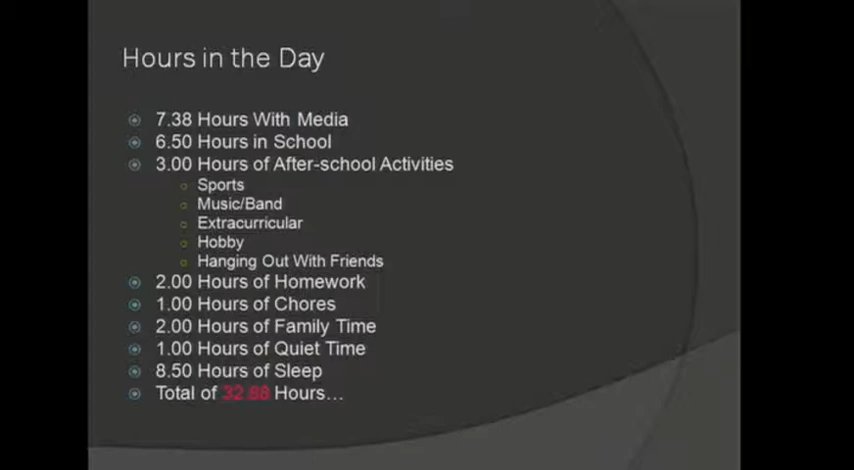 Hours in the Day
7.38 Hours With Media
6.50 Hours in School
3.00 Hours of After-school Activities
Sports
Music/Band
Extracurricular
Hobby
Hanging Out With Friends
2.00 Hours of Homework
1.00 Hours of Chores
2.00 Hours of Family Time
1.00 Hours of Quiet Time
8.50 Hours of Sleep
Total of 32.88 Hours…